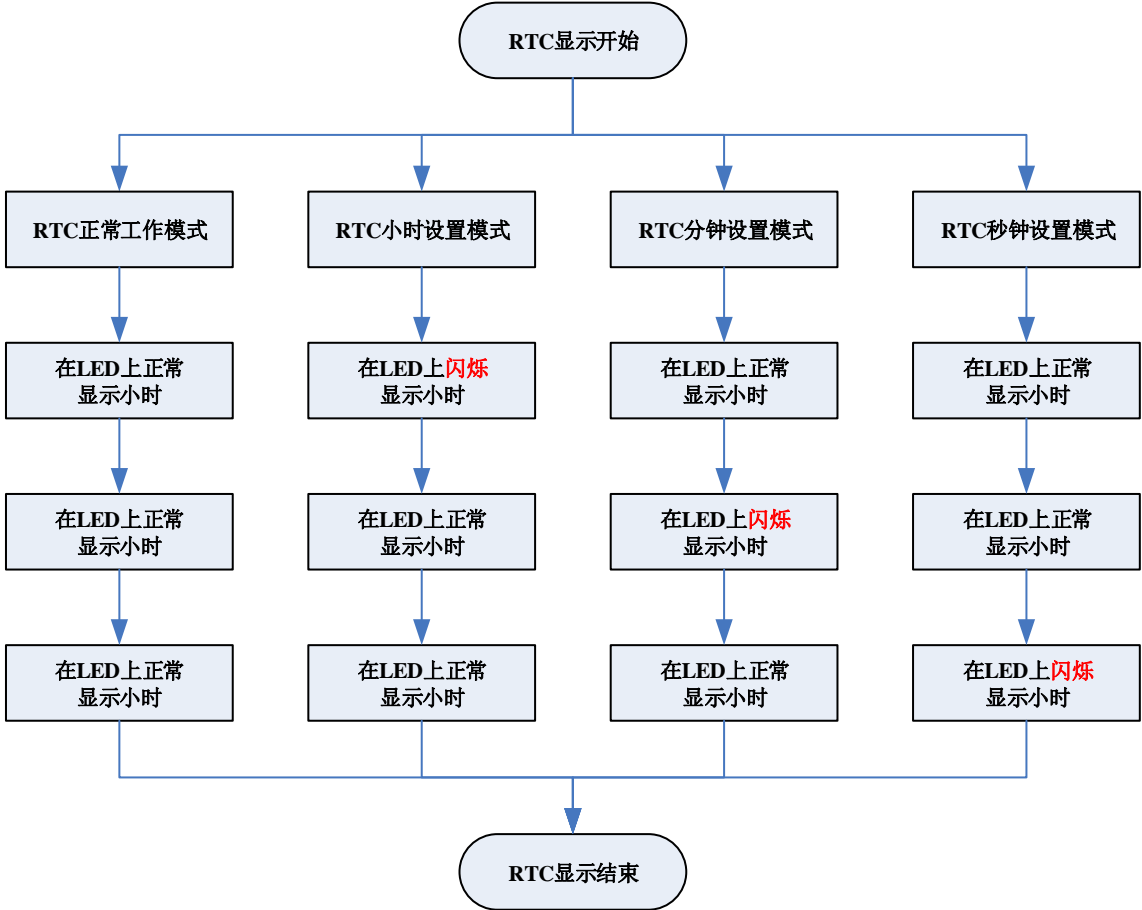 RTC显示开始
RTC正常工作模式
RTC小时设置模式
RTC分钟设置模式
RTC秒钟设置模式
在LED上正常
显示小时
在LED上闪烁
显示小时
在LED上正常
显示小时
在LED上正常
显示小时
在LED上正常
显示小时
在LED上正常
显示小时
在LED上闪烁
显示小时
在LED上正常
显示小时
在LED上正常
显示小时
在LED上正常
显示小时
在LED上正常
显示小时
在LED上闪烁
显示小时
RTC显示结束